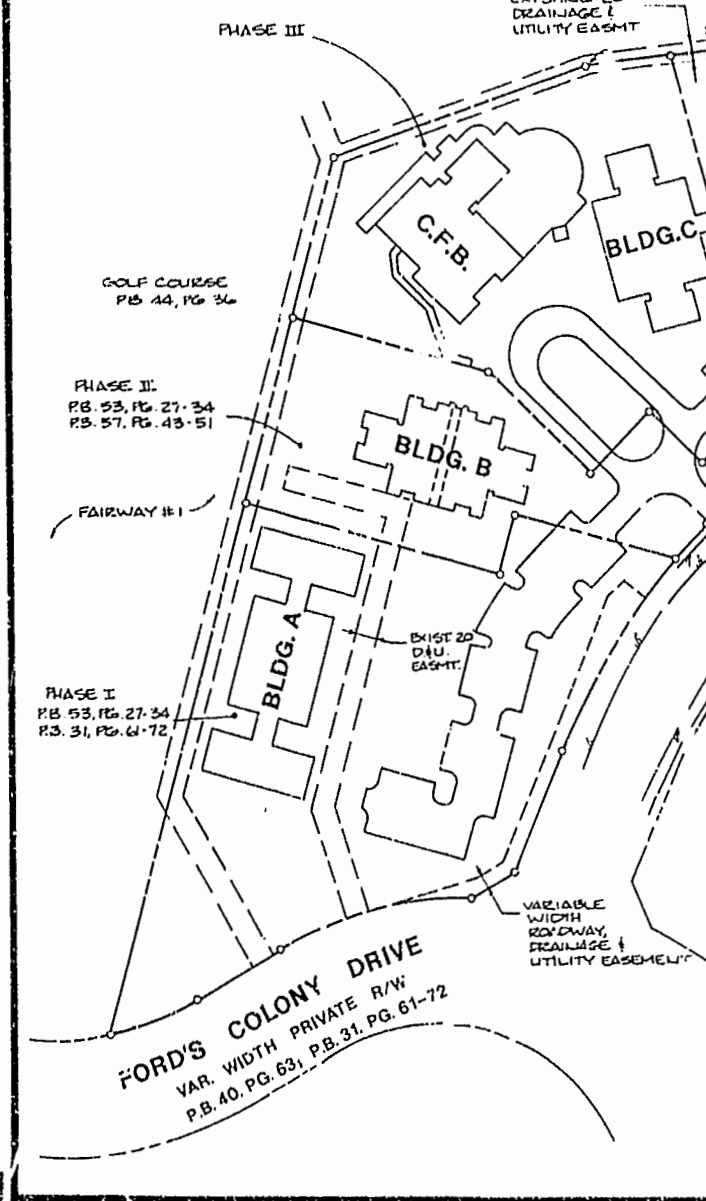 PHASE III
DRAINAGE &
UTILITY EASMT
C.F.B.
BLDG. C
GOLF COURSE
PB 44, PG 36
PHASE II
P.B. 53, PG. 27-34
P.B. 57, PG. 43-51
BLDG. B
FAIRWAY #1
BLDG. A
EXIST 20
D.&U.
EASMT.
PHASE I
P.B. 53, PG. 27-34
P.B. 31, PG. 61-72
VARIABLE
WIDTH
ROADWAY,
DRAINAGE &
UTILITY EASEMENT
FORD'S COLONY DRIVE
VAR. WIDTH PRIVATE R/W
P.B. 40, PG. 63, P.B. 31, PG. 61-72